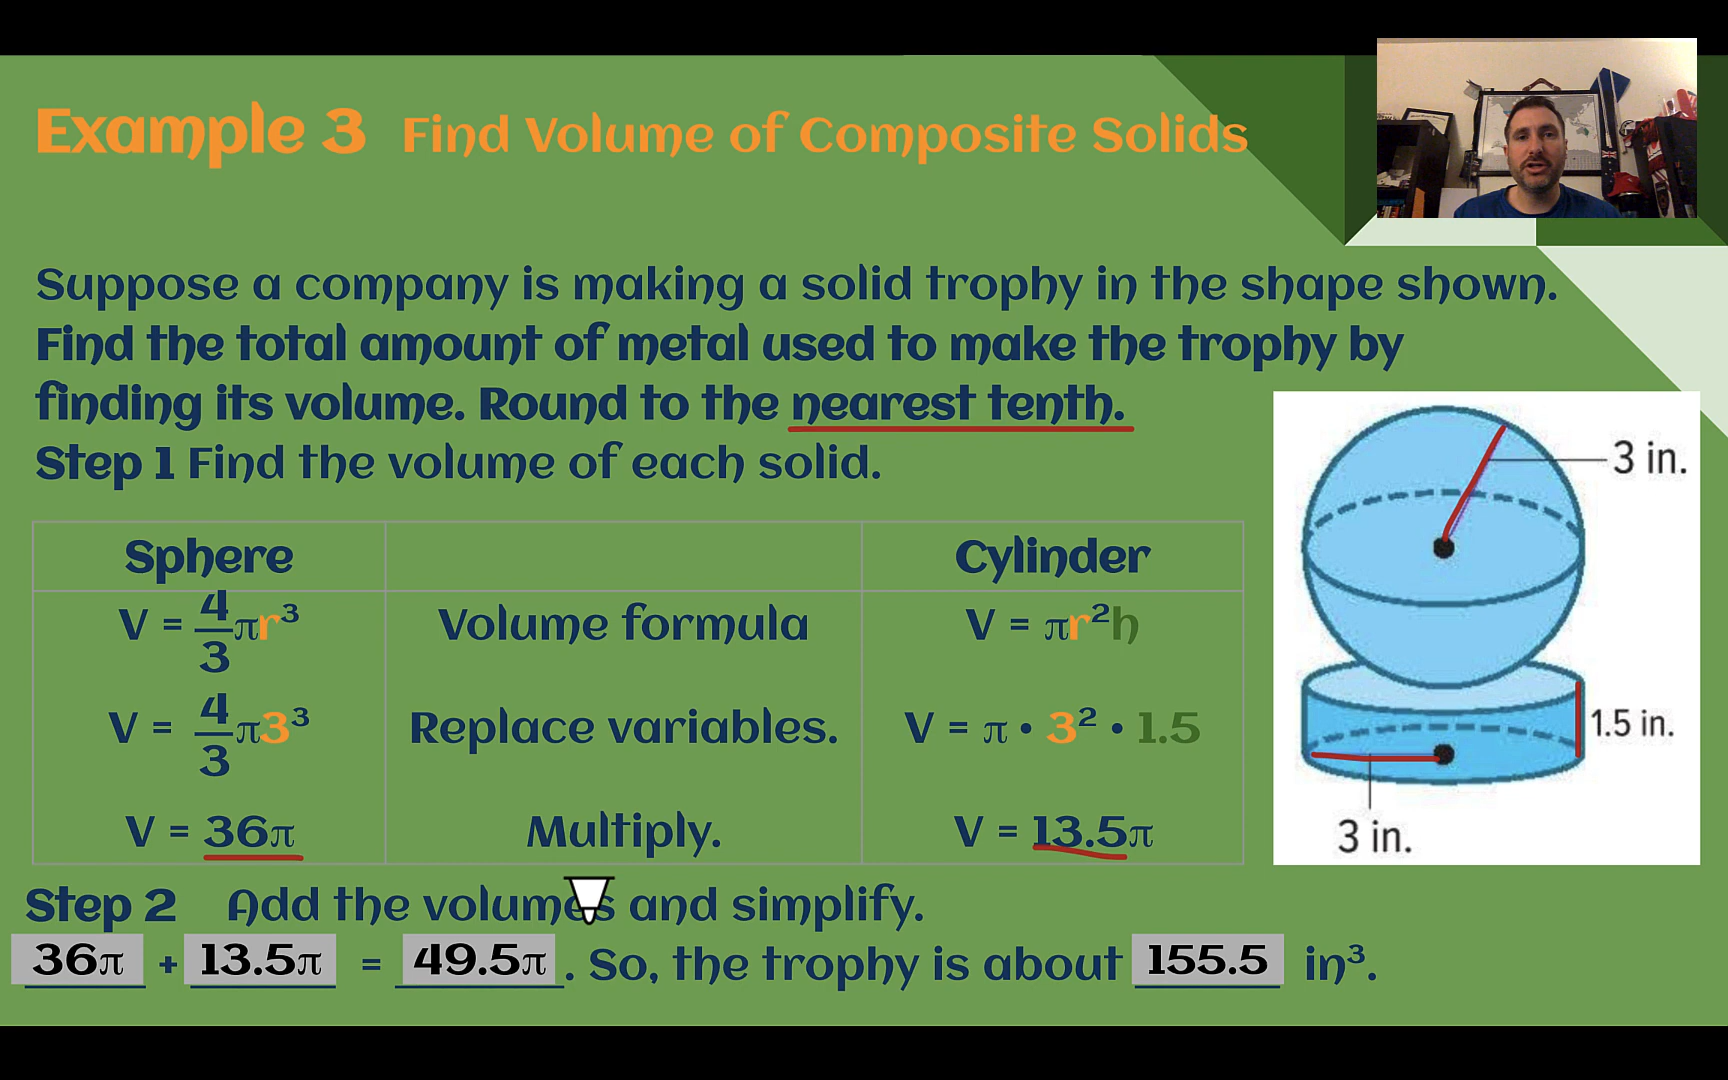 Example 3 Find Volume of Composite Solids
Suppose a company is making a solid trophy in the shape shown.
Find the total amount of metal used to make the trophy by
finding its volume. Round to the nearest tenth.
Step 1 Find the volume of each solid.
Sphere Cylinder
V = 4/3 πr³ Volume formula V = πr²h
V = 4/3 π3³ Replace variables. V = π • 3² • 1.5
V = 36π Multiply. V = 13.5π
3 in.
1.5 in.
3 in.
Step 2 Add the volumes and simplify.
36π + 13.5π = 49.5π . So, the trophy is about 155.5 in³.